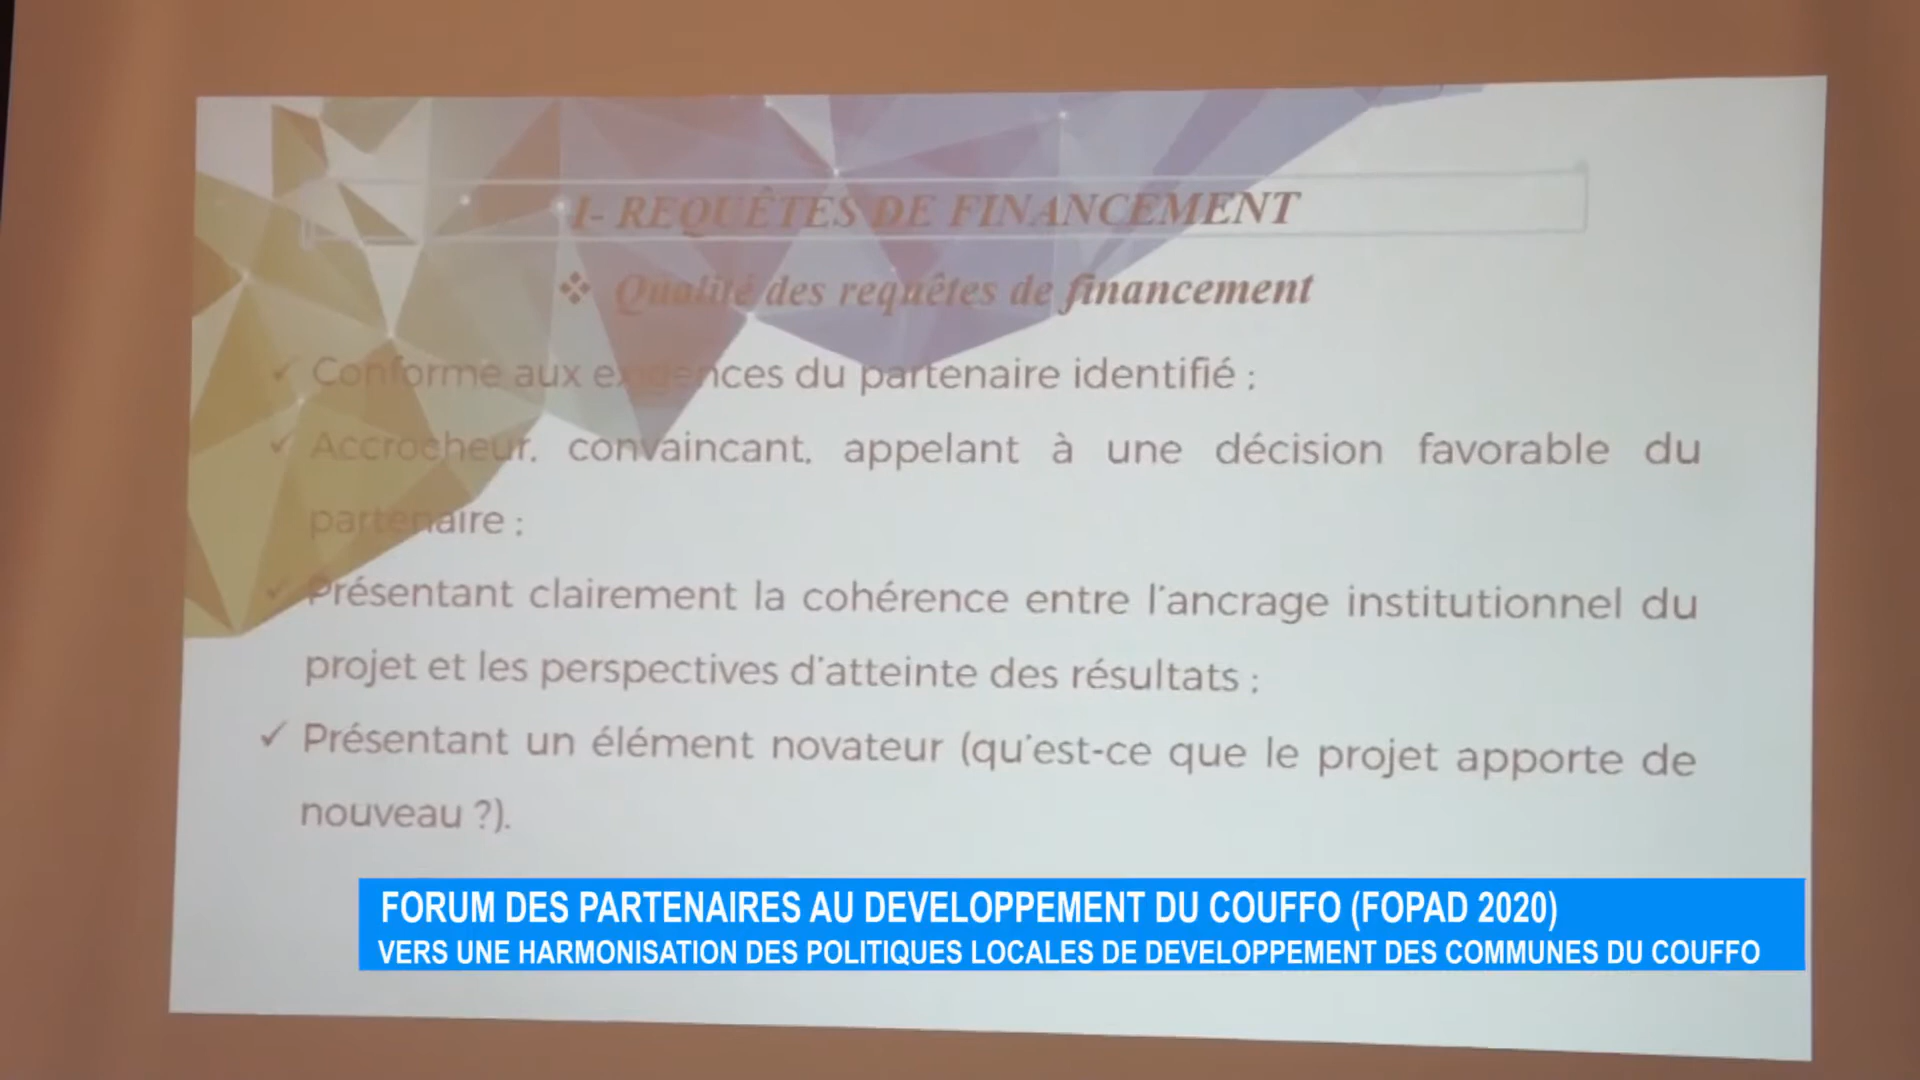 I- REQUÊTES DE FINANCEMENT
❖ Qualité des requêtes de financement
✓ Conforme aux exigences du partenaire identifié ;
✓ Accrocheur, convaincant, appelant à une décision favorable du
partenaire ;
✓ Présentant clairement la cohérence entre l'ancrage institutionnel du
projet et les perspectives d'atteinte des résultats ;
✓ Présentant un élément novateur (qu'est-ce que le projet apporte de
nouveau ?).
FORUM DES PARTENAIRES AU DEVELOPPEMENT DU COUFFO (FOPAD 2020)
VERS UNE HARMONISATION DES POLITIQUES LOCALES DE DEVELOPPEMENT DES COMMUNES DU COUFFO